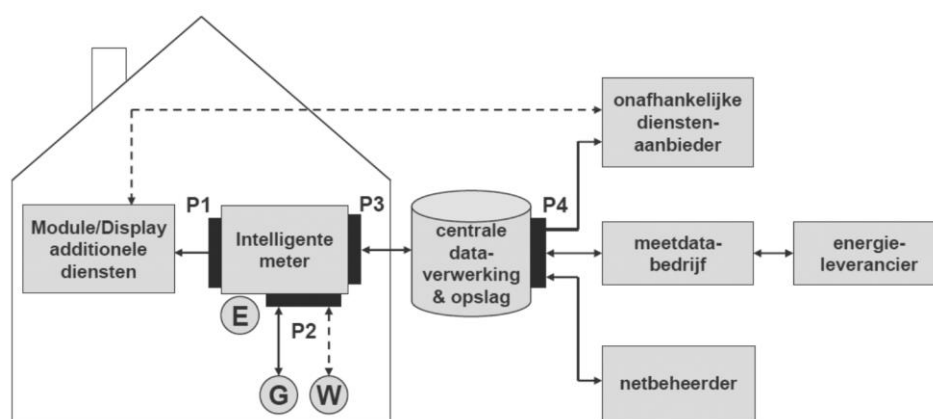 onafhankelijke
diensten-
aanbieder
P1
P3
P4
Module/Display
additionele
diensten
Intelligente
meter
centrale
data-
verwerking
& opslag
meetdata-
bedrijf
energie-
leverancier
E
P2
G
W
netbeheerder